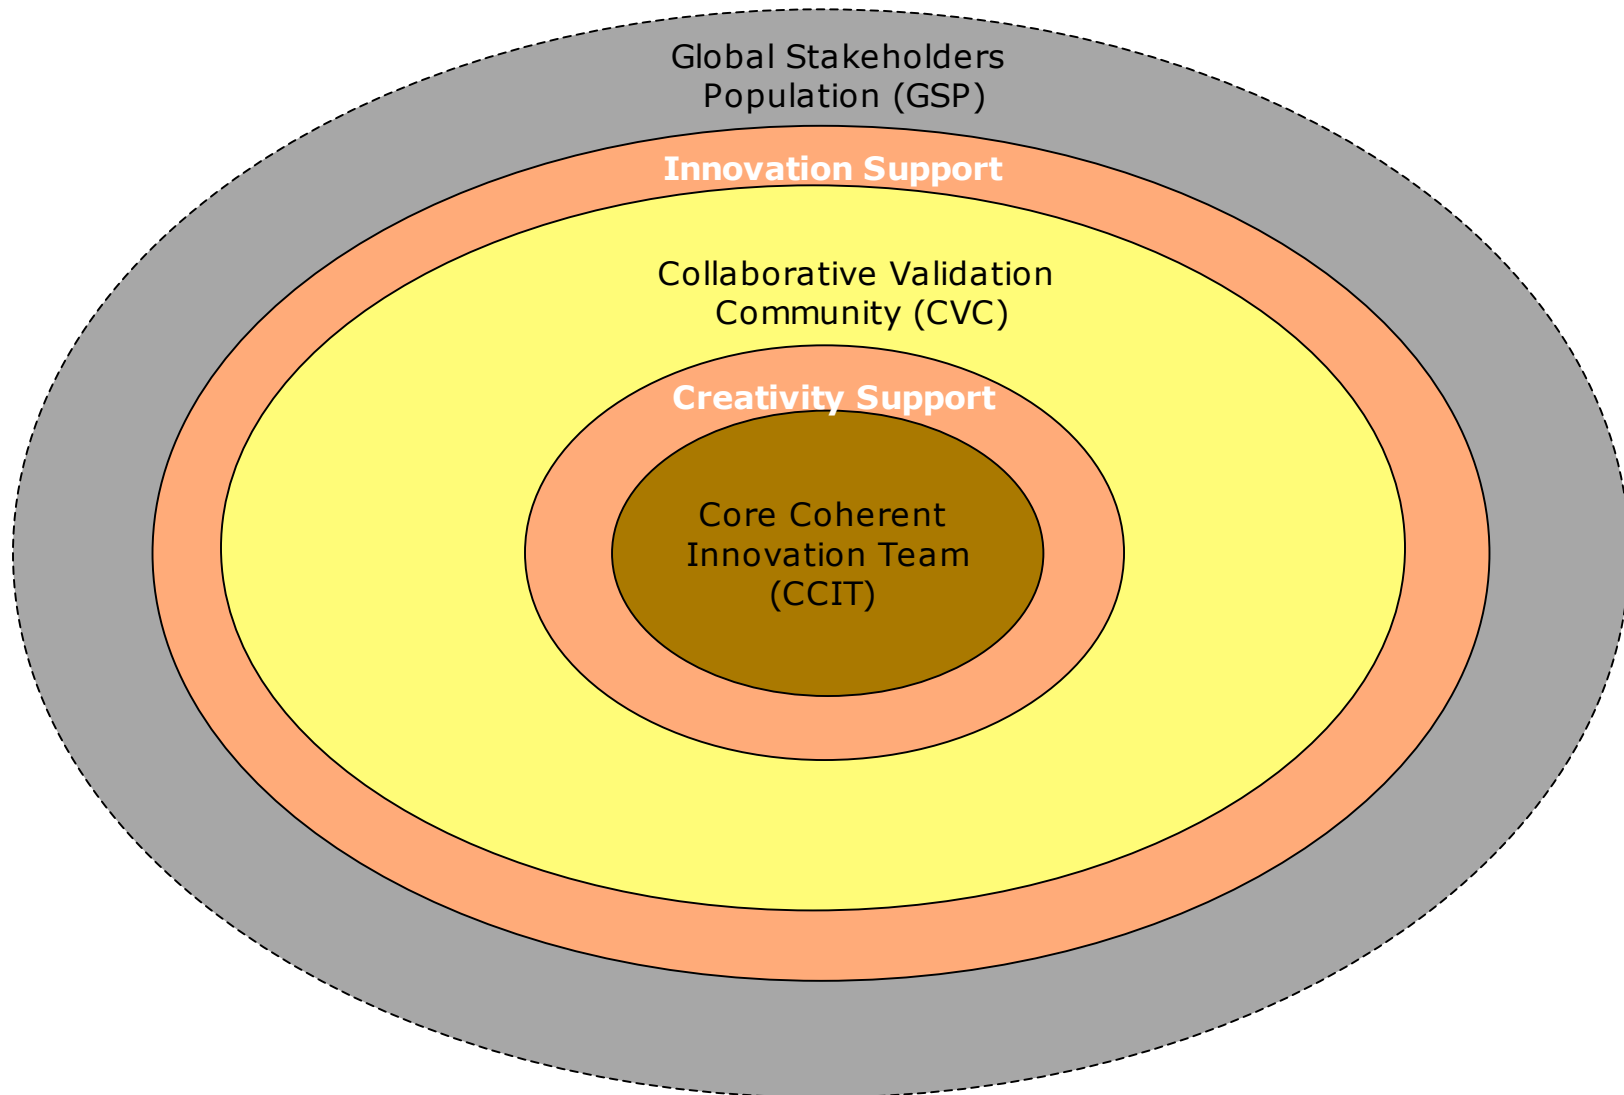 Global Stakeholders
Population (GSP)
Innovation Support
Collaborative Validation
Community (CVC)
Creativity Support
Core Coherent
Innovation Team
(CCIT)